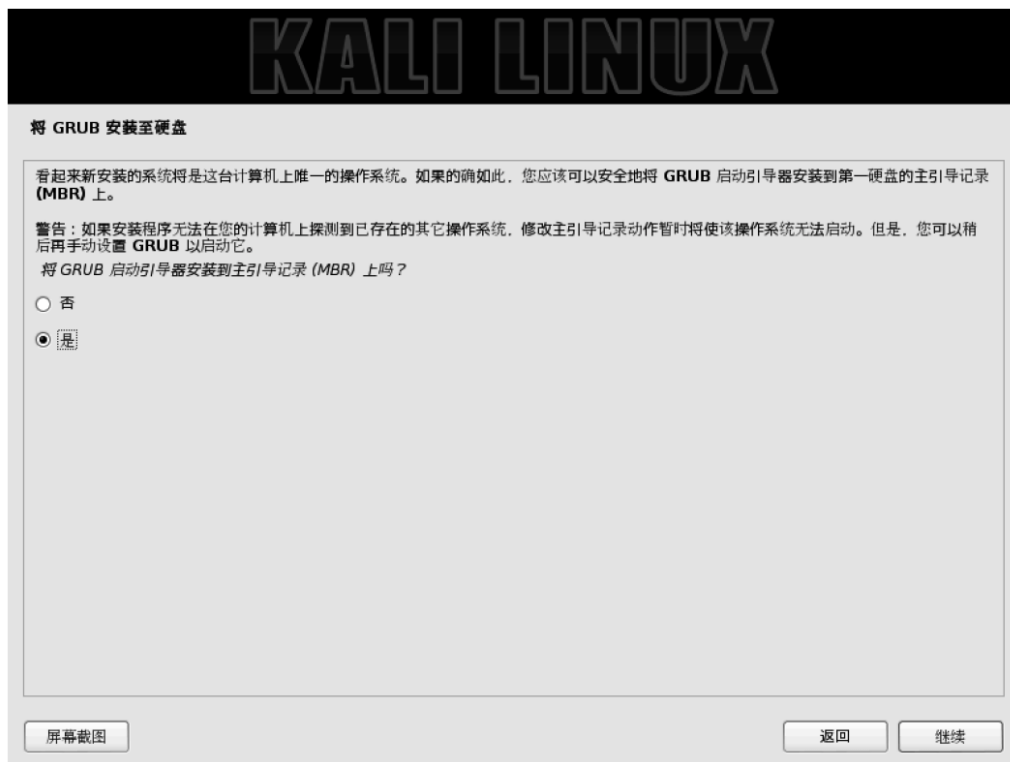 KALI LINUX
将 GRUB 安装至硬盘
看起来新安装的系统将是这台计算机上唯一的操作系统。如果的确如此，您应该可以安全地将 GRUB 启动引导器安装到第一硬盘的主引导记录
(MBR) 上。
警告：如果安装程序无法在您的计算机上探测到已存在的其它操作系统，修改主引导记录动作暂时将使该操作系统无法启动。但是，您可以稍
后再手动设置 GRUB 以启动它。
将 GRUB 启动引导器安装到主引导记录 (MBR) 上吗？
否
是
屏幕截图
返回
继续